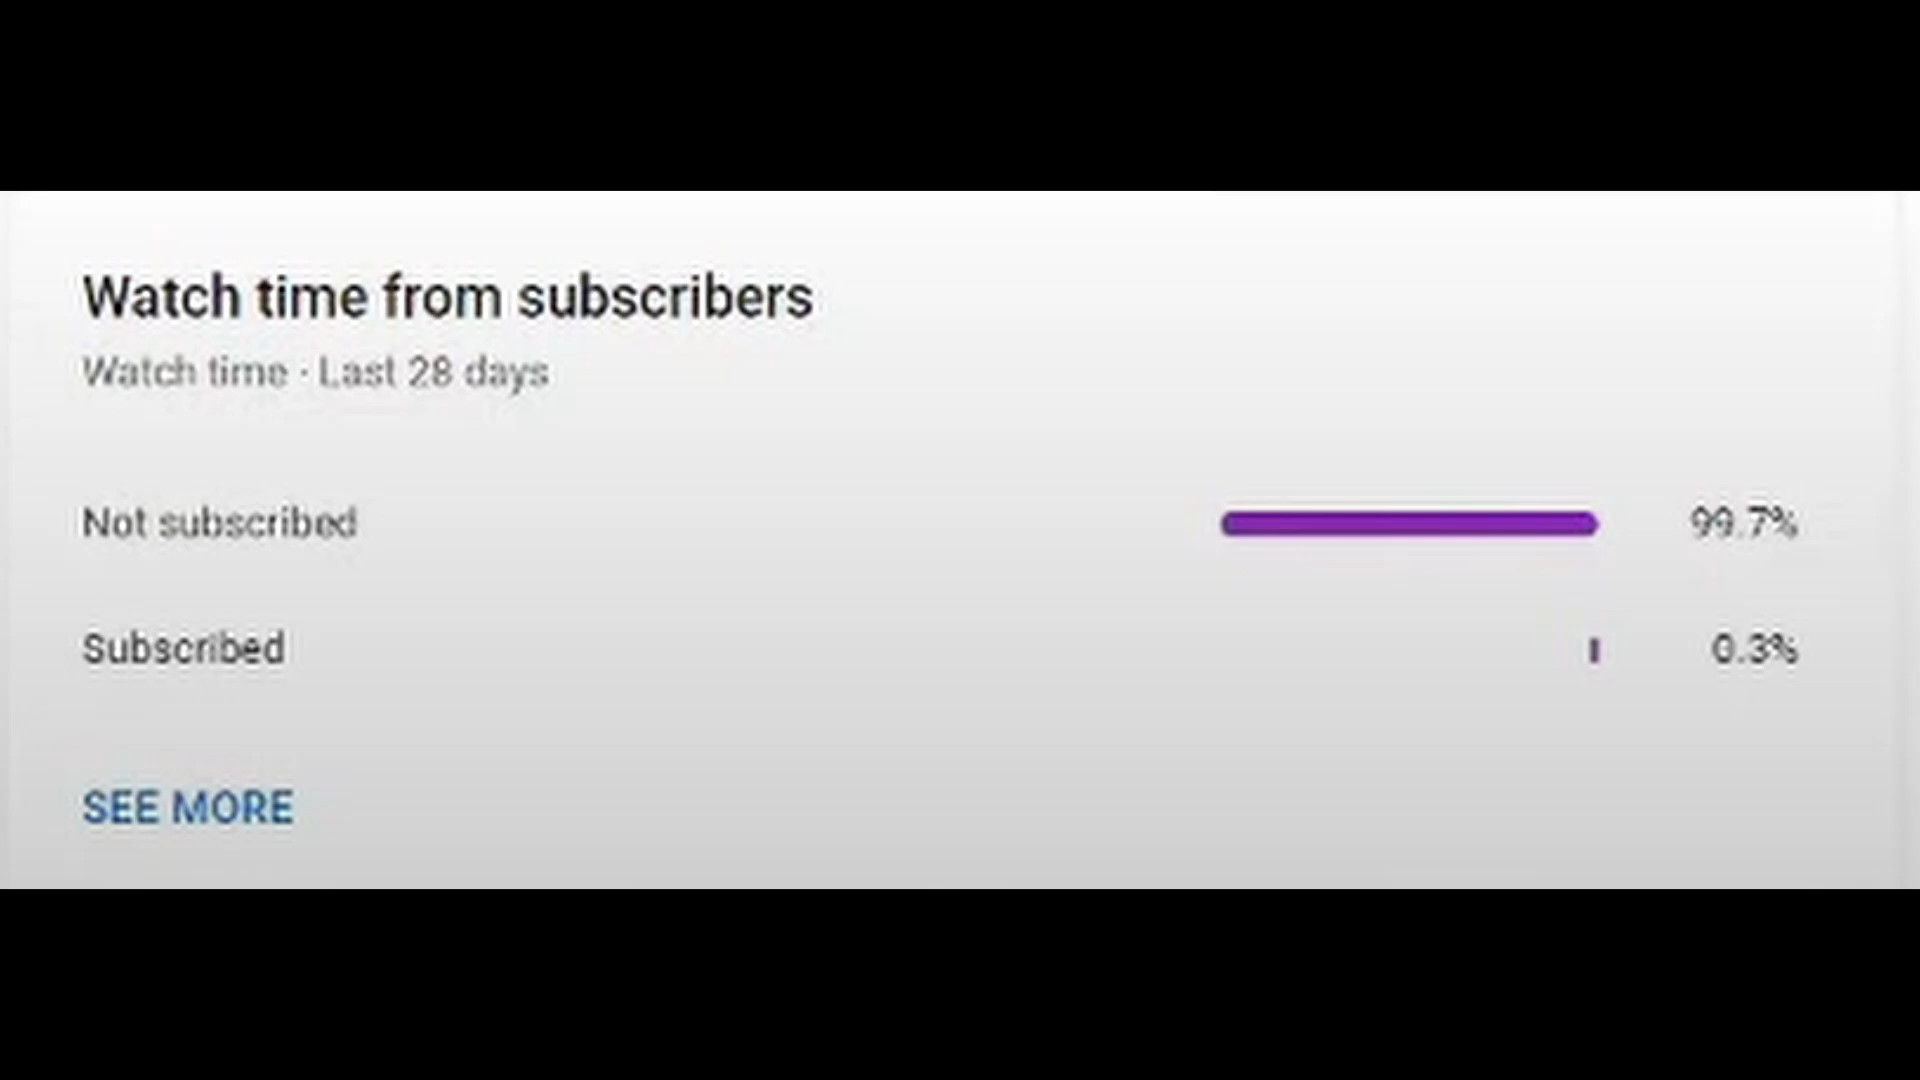 Watch time from subscribers
Watch time · Last 28 days
Not subscribed 99.7%
Subscribed 0.3%
SEE MORE